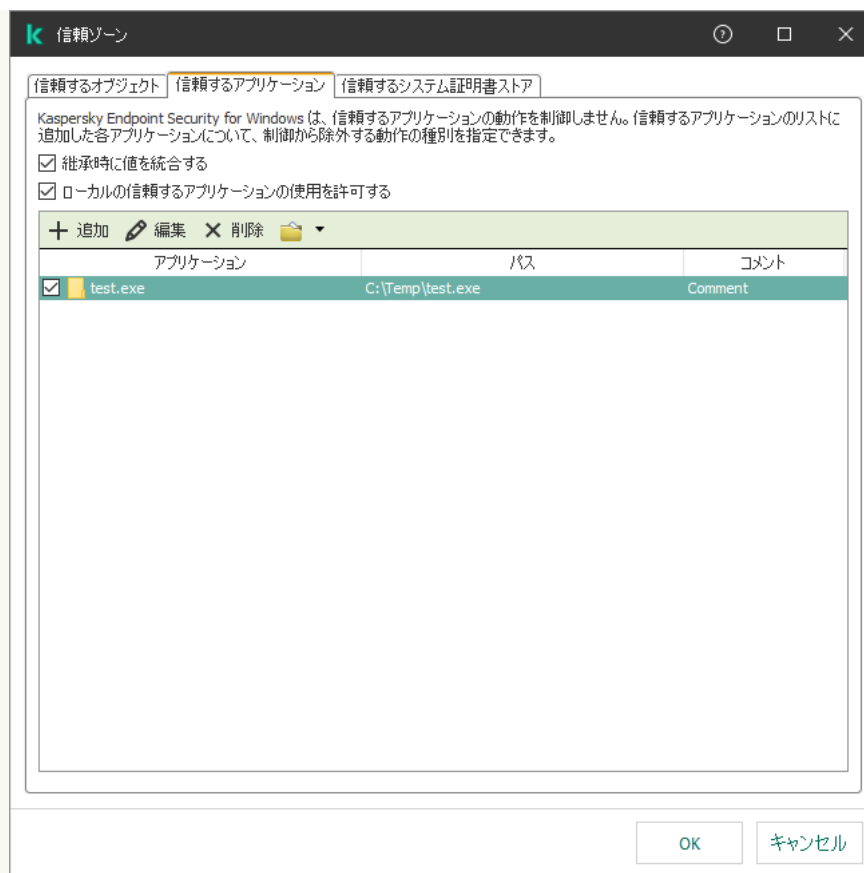 信頼ゾーン
信頼するオブジェクト 信頼するアプリケーション 信頼するシステム証明書ストア
Kaspersky Endpoint Security for Windows は、信頼するアプリケーションの動作を制御しません。信頼するアプリケーションのリストに
追加した各アプリケーションについて、制御から除外する動作の種別を指定できます。
継承時に値を統合する
ローカルの信頼するアプリケーションの使用を許可する
追加 編集 削除
アプリケーション パス コメント
test.exe C:\Temp\test.exe Comment
OK キャンセル